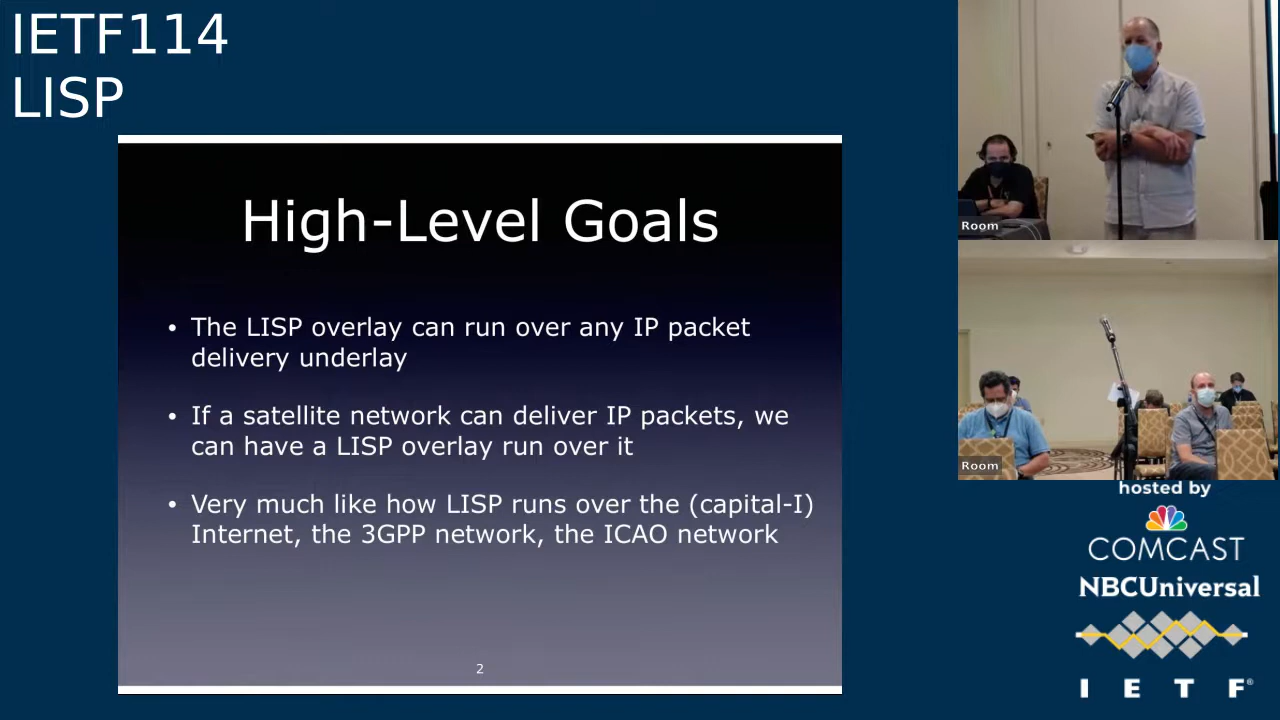 IETF114
LISP
High-Level Goals
• The LISP overlay can run over any IP packet
delivery underlay
• If a satellite network can deliver IP packets, we
can have a LISP overlay run over it
• Very much like how LISP runs over the (capital-I)
Internet, the 3GPP network, the ICAO network
2
Room
Room
hosted by
COMCAST
NBCUniversal
I E T F®